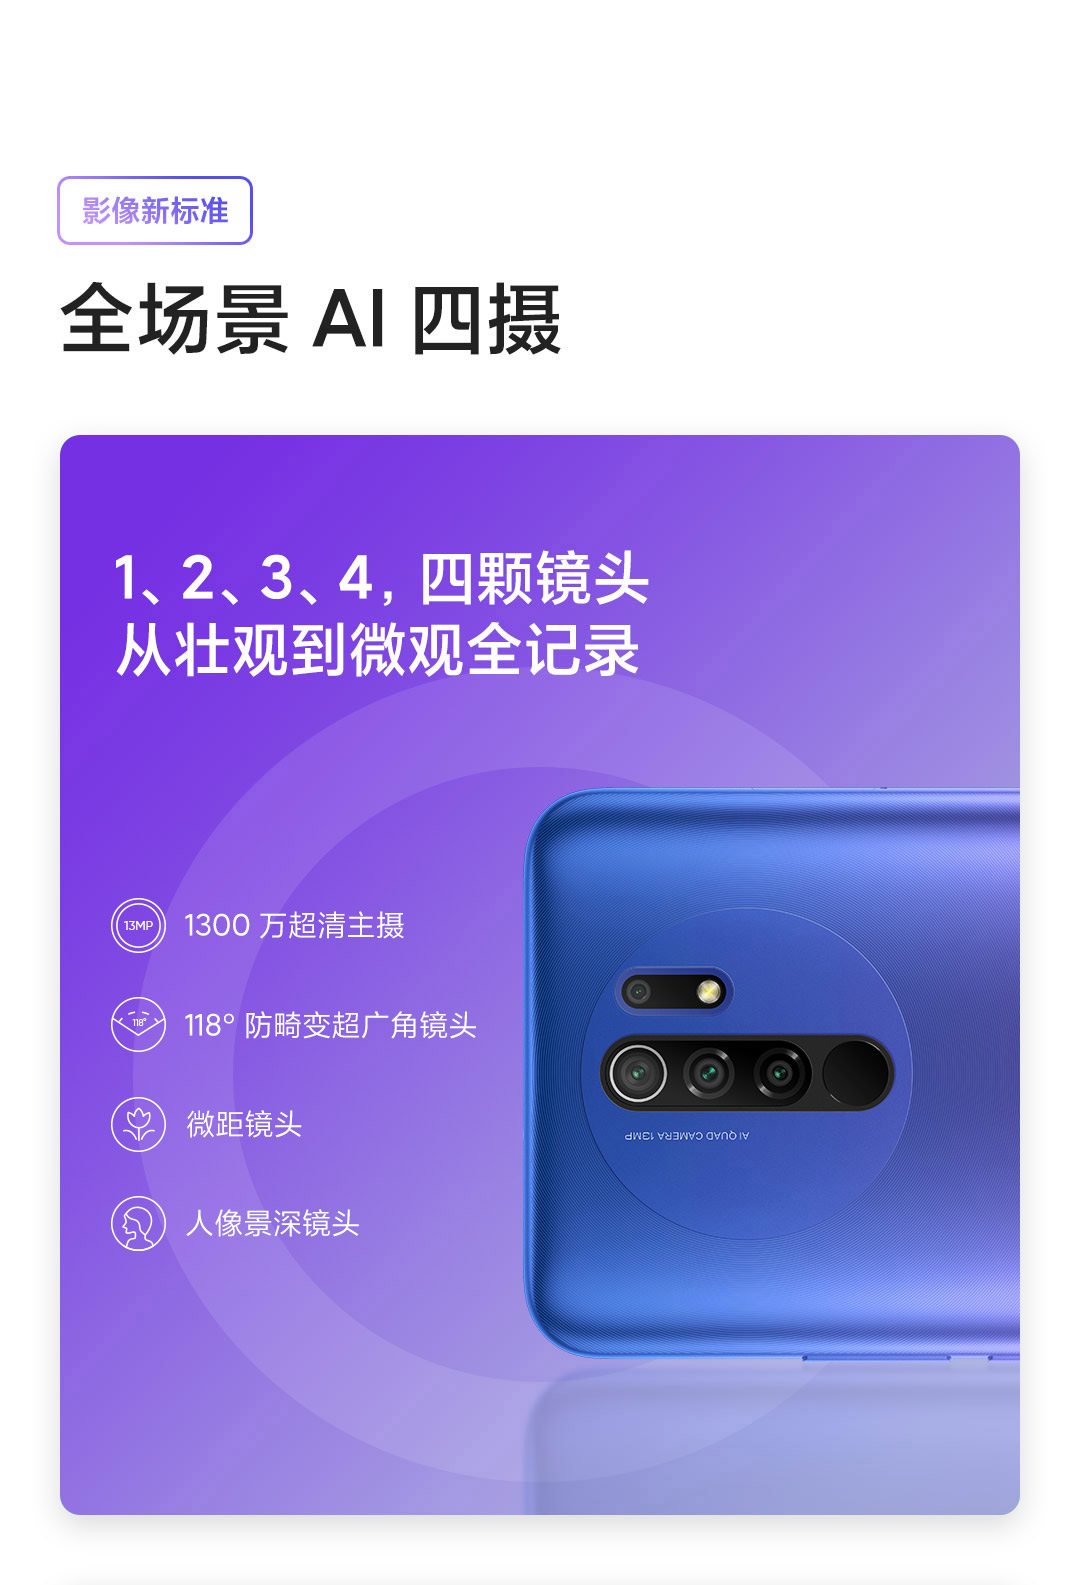 影像新标准
全场景 AI 四摄
1、2、3、4，四颗镜头
从壮观到微观全记录
13MP
1300 万超清主摄
118°
118° 防畸变超广角镜头
微距镜头
人像景深镜头
AI QUAD CAMERA 13MP